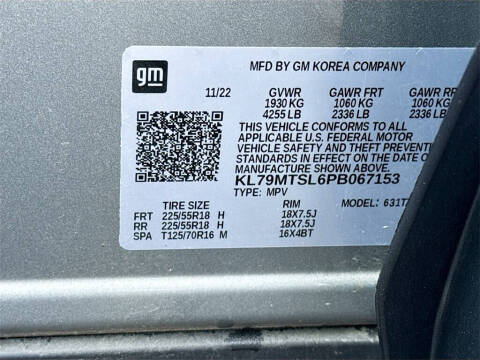 gm
MFD BY GM KOREA COMPANY
11/22 GVWR GAWR FRT GAWR RR
1930 KG 1060 KG 1060 KG
4255 LB 2336 LB 2336 LB
THIS VEHICLE CONFORMS TO ALL
APPLICABLE U.S. FEDERAL MOTOR
VEHICLE SAFETY AND THEFT PREVENTI
STANDARDS IN EFFECT ON THE DATE OF
MANUFACTURE SHOWN ABOVE.
KL79MTSL6PB067153
TYPE: MPV
TIRE SIZE RIM MODEL: 631T
FRT 225/55R18 H 18X7.5J
RR 225/55R18 H 18X7.5J
SPA T125/70R16 M 16X4BT